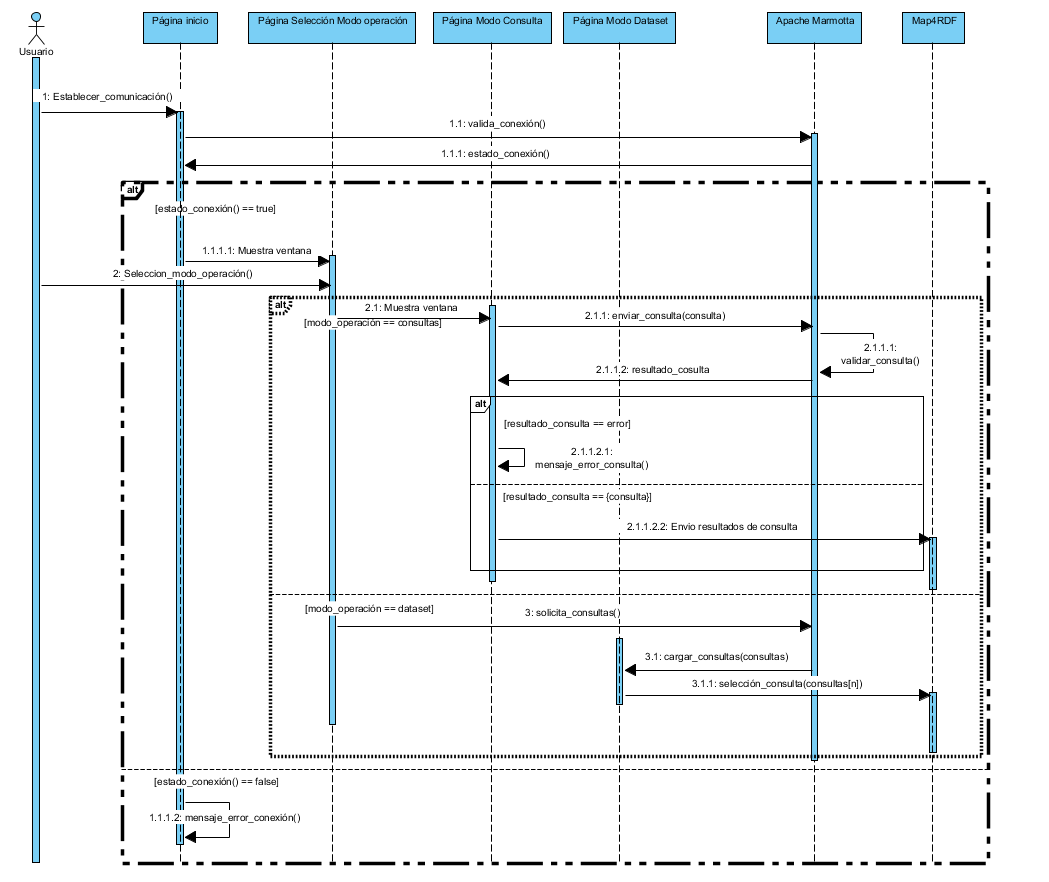 Página inicio
Página Selección Modo operación
Página Modo Consulta
Página Modo Dataset
Apache Marmotta
Map4RDF
Usuario
1: Establecer_comunicación()
1.1: valida_conexión()
1.1.1: estado_conexión()
alt
[estado_conexión() == true]
1.1.1.1: Muestra ventana
2: Seleccion_modo_operación()
alt
2.1: Muestra ventana
[modo_operación == consultas]
2.1.1: enviar_consulta(consulta)
2.1.1.1:
validar_consulta()
2.1.1.2: resultado_cosulta
alt
[resultado_consulta == error]
2.1.1.2.1:
mensaje_error_consulta()
[resultado_consulta == {consulta}]
2.1.1.2.2: Envio resultados de consulta
[modo_operación == dataset]
3: solicita_consultas()
3.1: cargar_consultas(consultas)
3.1.1: selección_consulta(consultas[n])
[estado_conexión() == false]
1.1.1.2: mensaje_error_conexión()